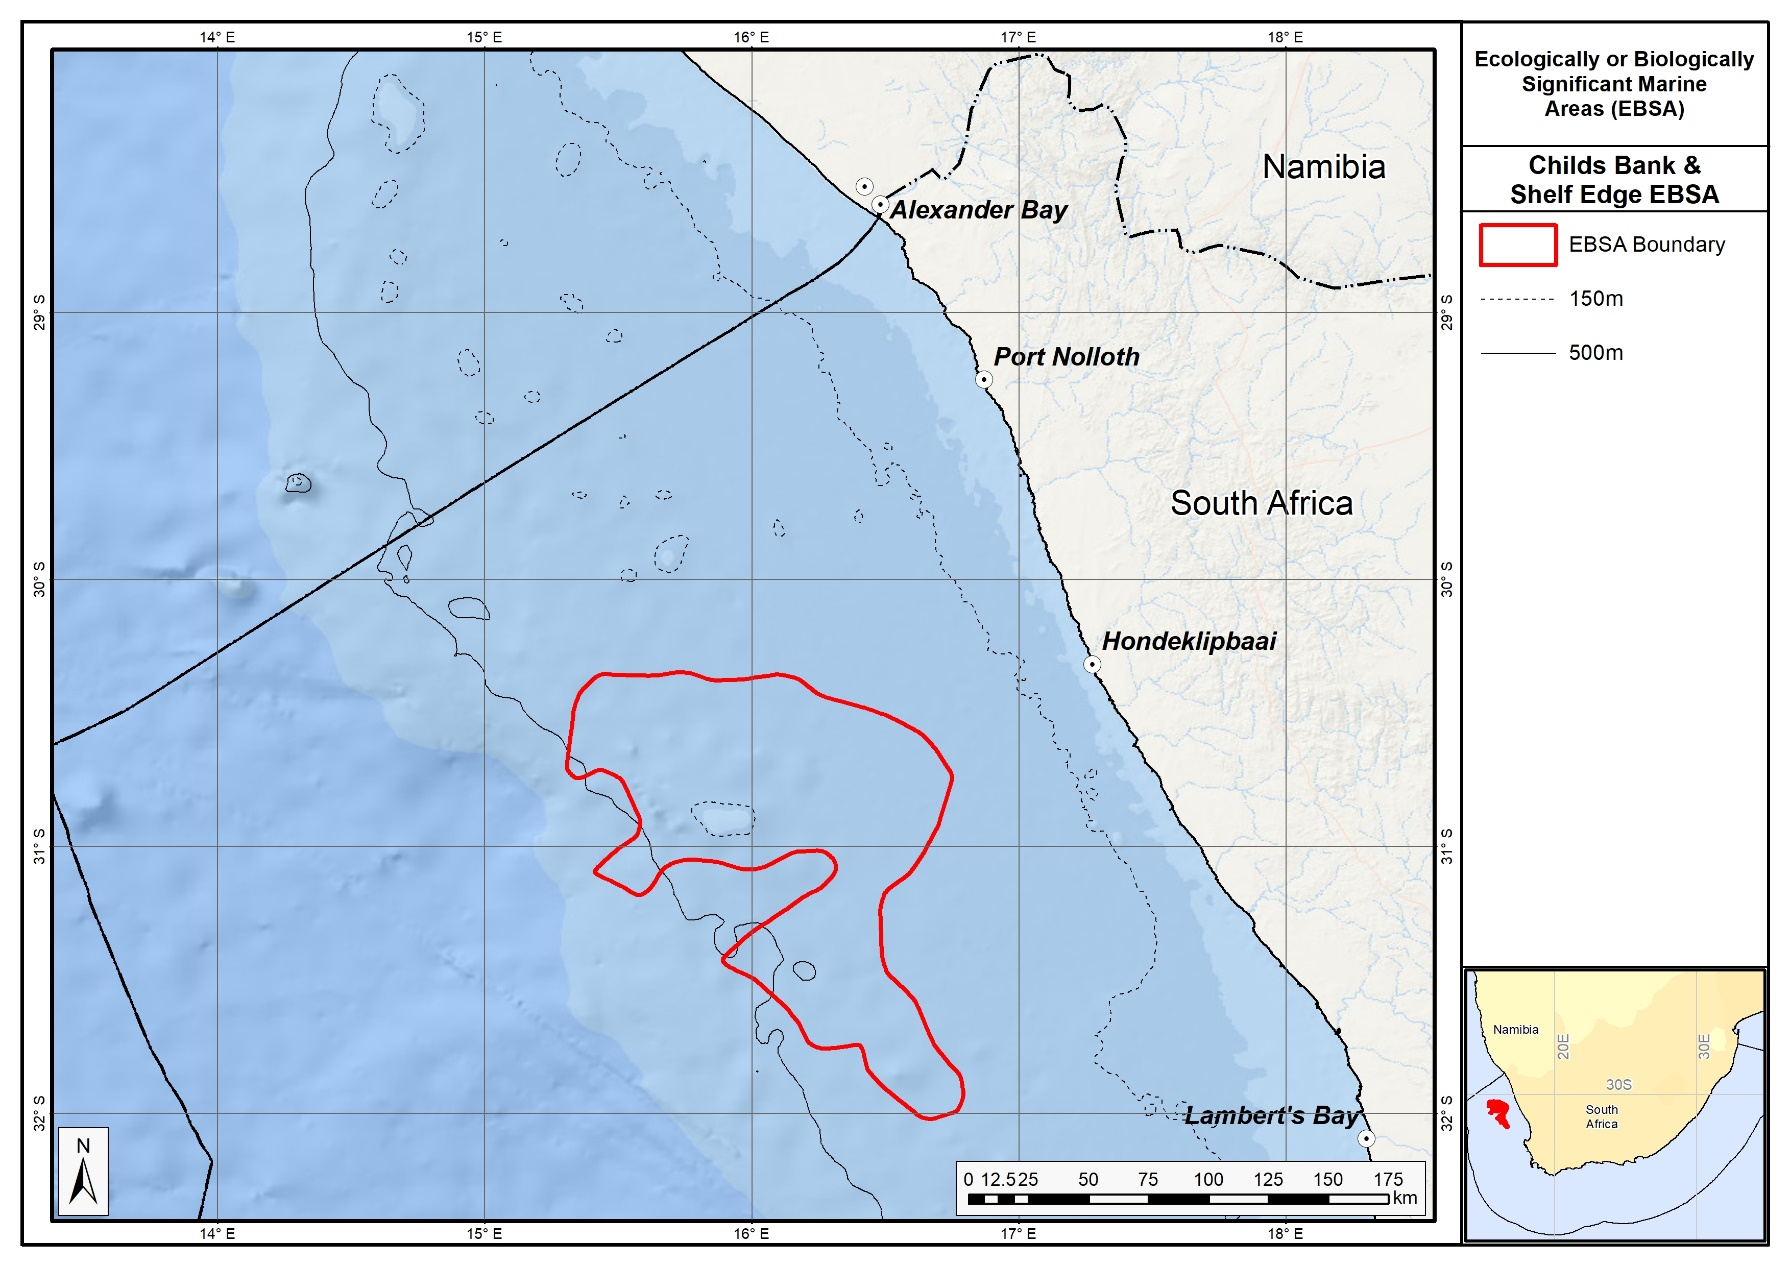 14° E 15° E 16° E 17° E 18° E
Ecologically or Biologically
Significant Marine
Areas (EBSA)
Childs Bank &
Shelf Edge EBSA
EBSA Boundary
150m
500m
Namibia
Alexander Bay
29° S 29° S
Port Nolloth
South Africa
30° S 30° S
Hondeklipbaai
31° S 31° S
32° S 32° S
Lambert's Bay
N
0 12.5 25 50 75 100 125 150 175
km
14° E 15° E 16° E 17° E 18° E
Namibia
20E
30E
30S
South
Africa